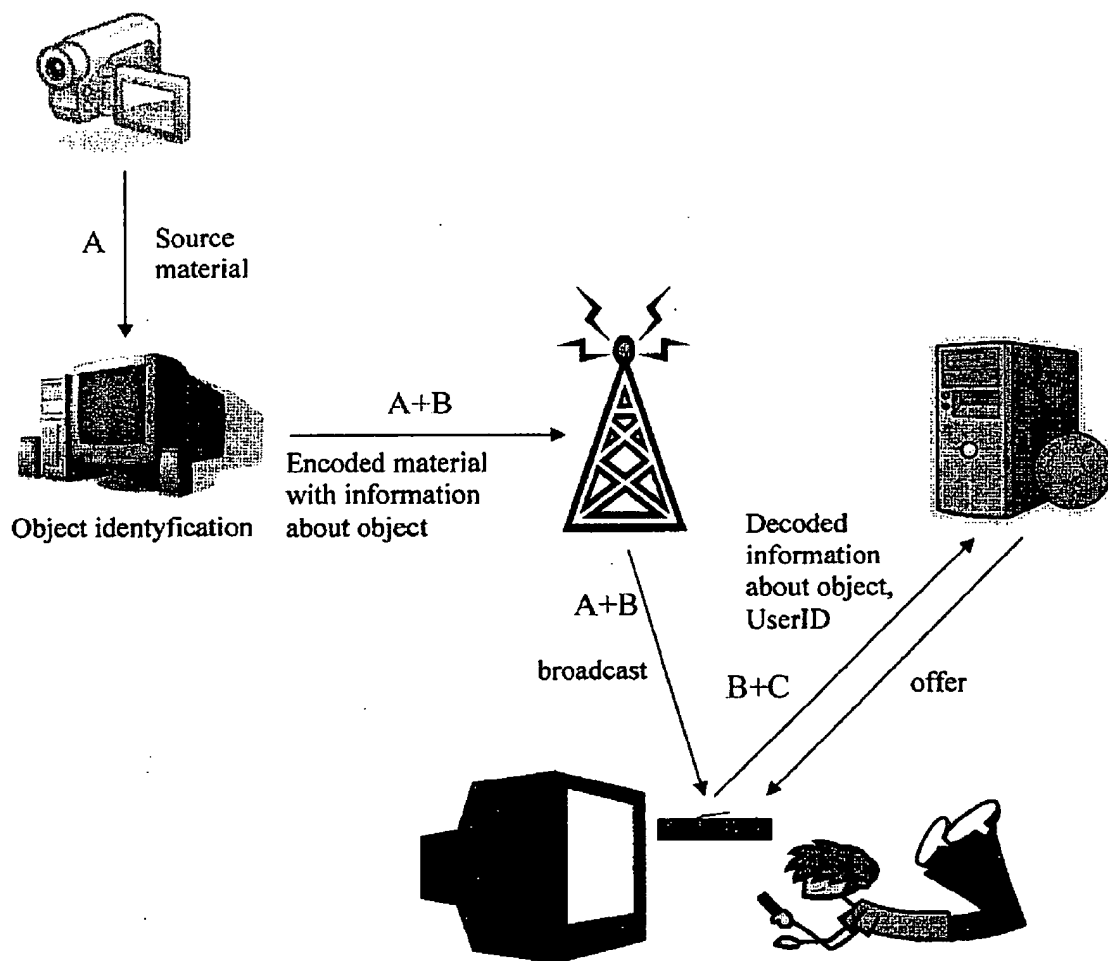 A
Source
material
A+B
Encoded material
with information
about object
Object identyfication
Decoded
information
about object,
UserID
A+B
broadcast
B+C
offer